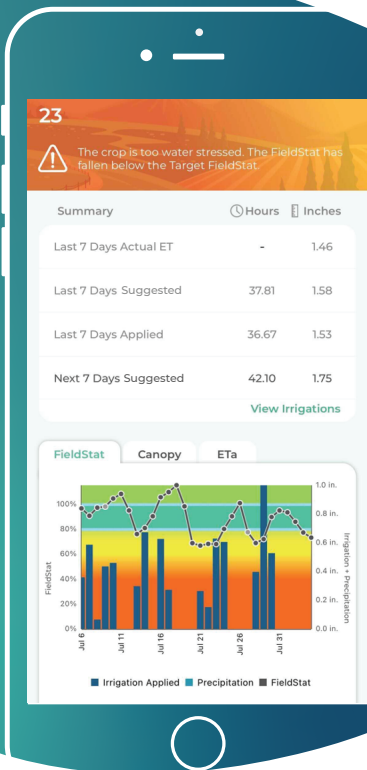 23
The crop is too water stressed. The FieldStat has
fallen below the Target FieldStat.
Summary Hours Inches
Last 7 Days Actual ET - 1.46
Last 7 Days Suggested 37.81 1.58
Last 7 Days Applied 36.67 1.53
Next 7 Days Suggested 42.10 1.75
View Irrigations
FieldStat Canopy ETa
100%
80%
60%
40%
20%
0%
FieldStat
1.0 in.
0.8 in.
0.6 in.
0.4 in.
0.2 in.
0.0 in.
Irrigation + Precipitation
Jul 6 Jul 11 Jul 16 Jul 21 Jul 26 Jul 31
Irrigation Applied Precipitation FieldStat